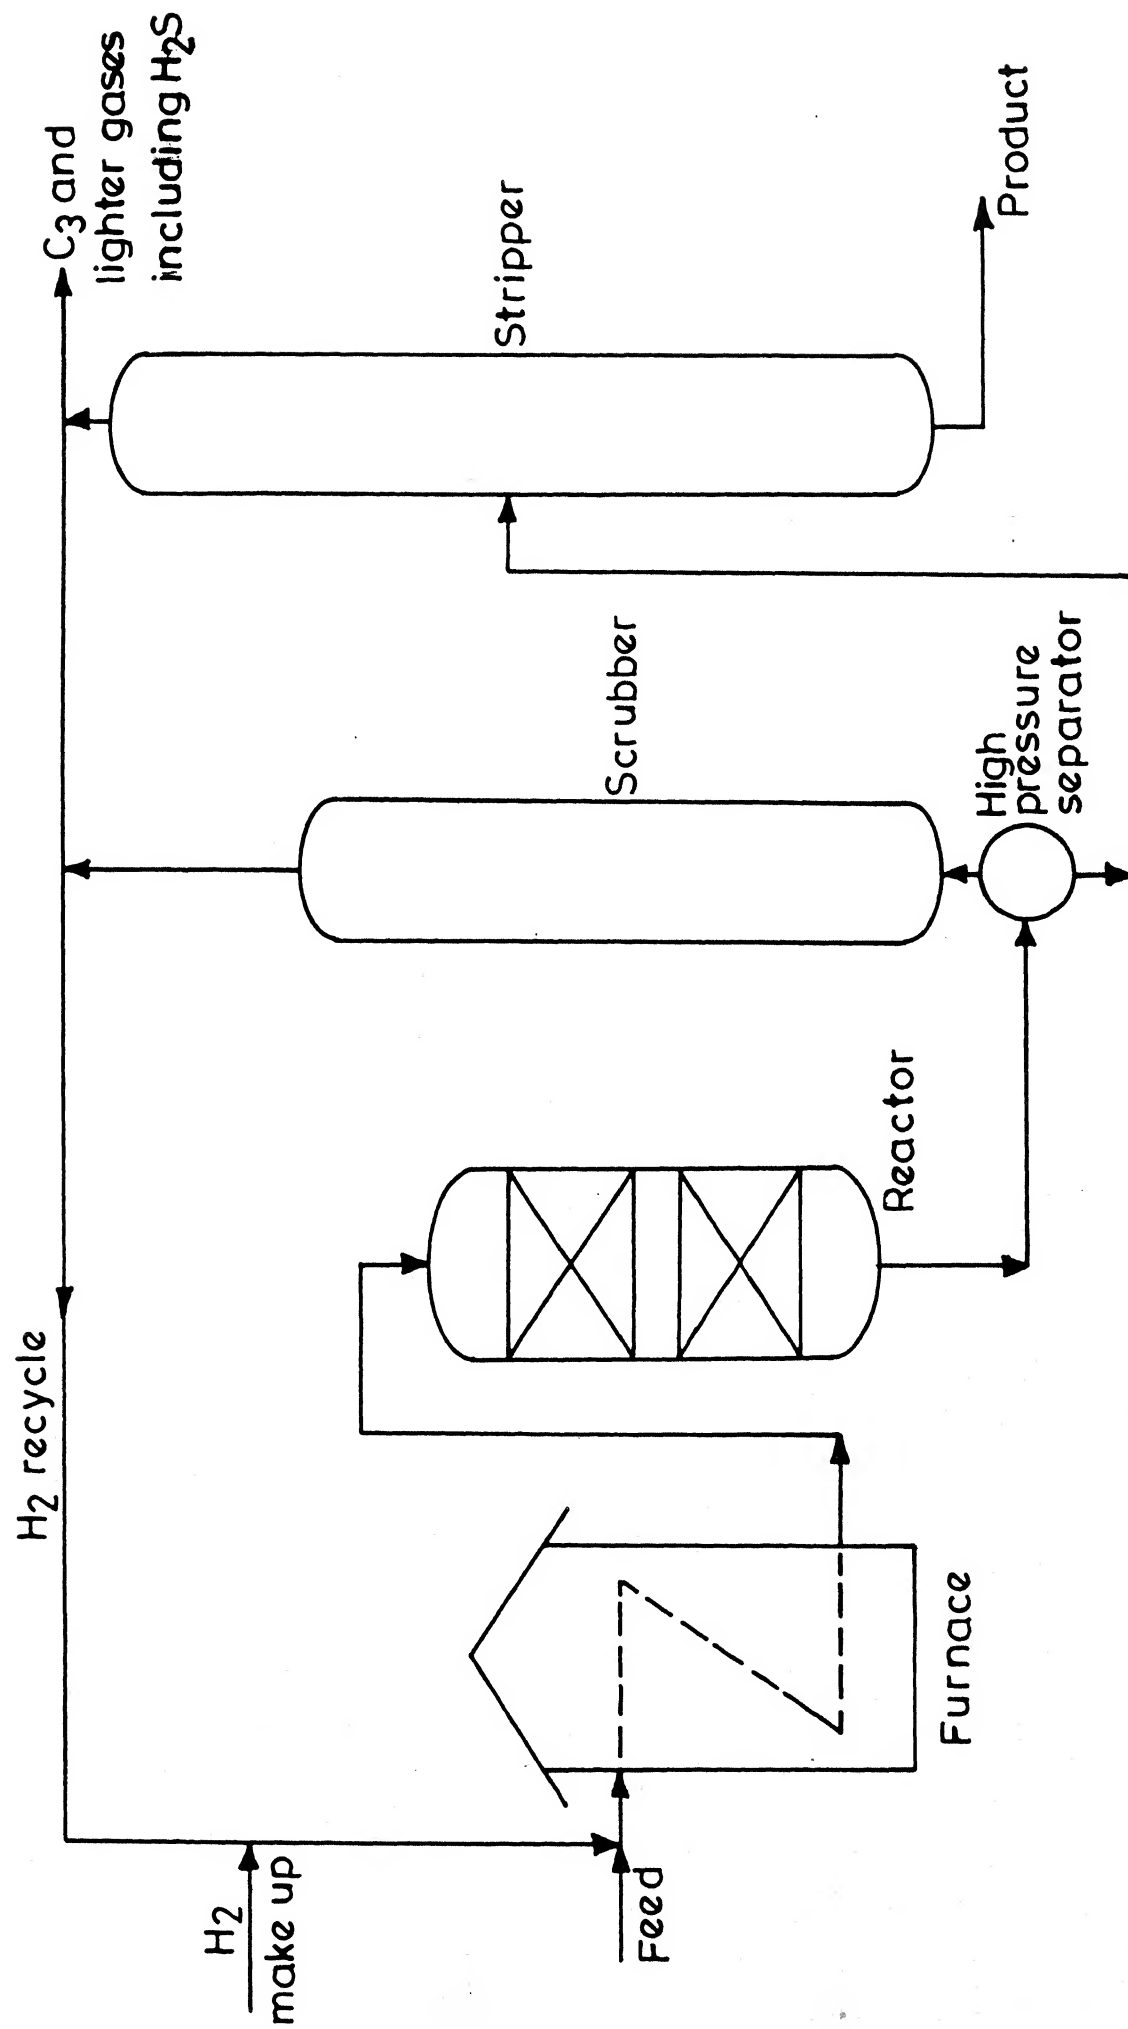 H2 recycle
C3 and
lighter gases
including H2S
H2
make up
Feed
Furnace
Reactor
Scrubber
High
pressure
separator
Stripper
Product